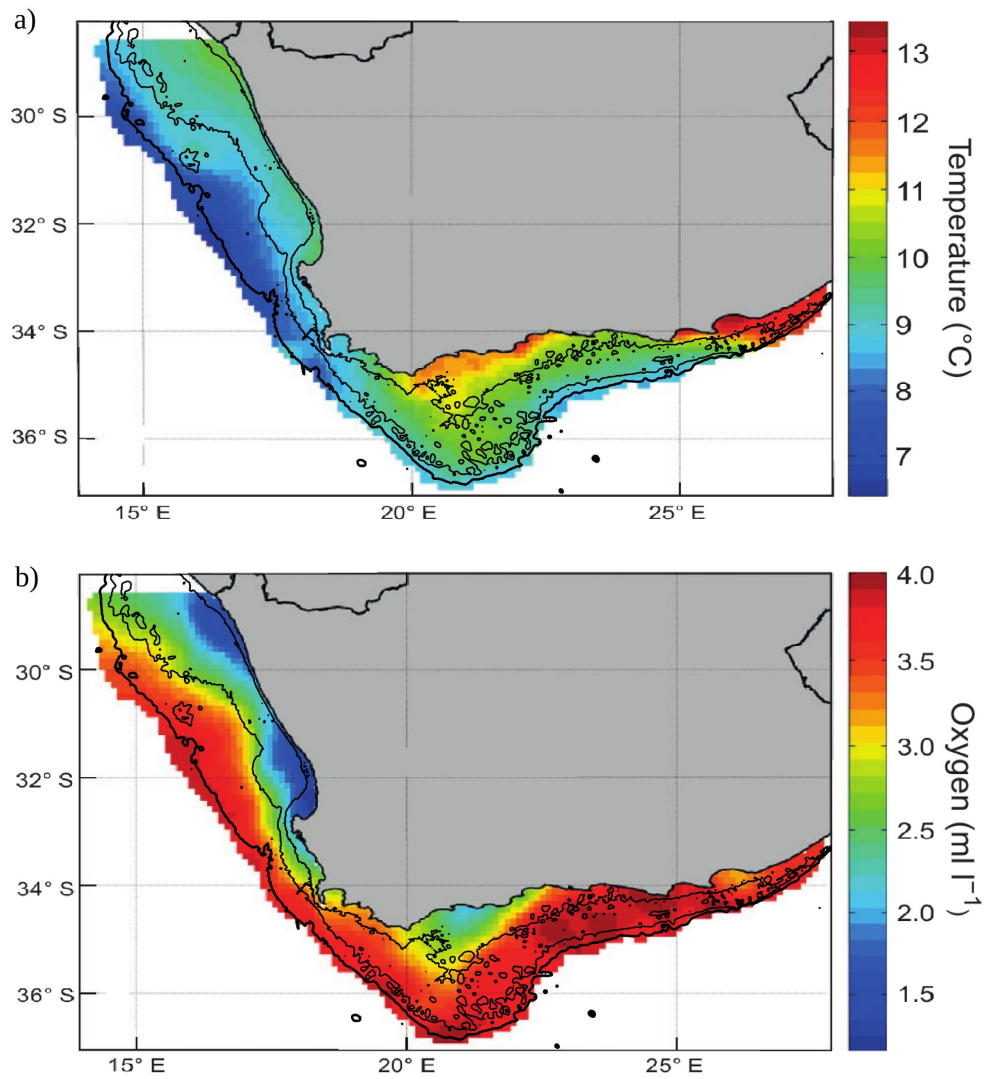 a)
30° S
32° S
34° S
36° S
15° E
20° E
25° E
13
12
11
10
9
8
7
Temperature (°C)
b)
30° S
32° S
34° S
36° S
15° E
20° E
25° E
4.0
3.5
3.0
2.5
2.0
1.5
Oxygen (ml l⁻¹)